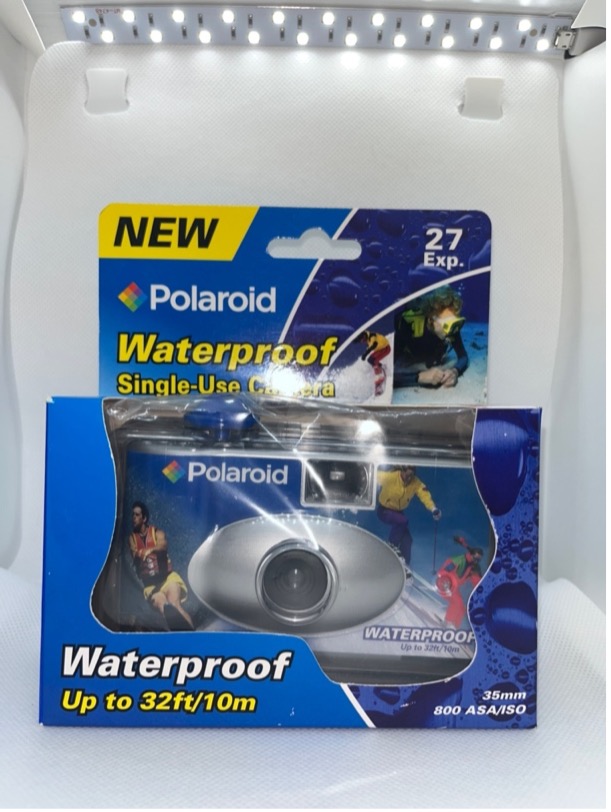 NEW
27
Exp.
Polaroid
Waterproof
Single-Use Camera
Polaroid
WATERPROOF
Up to 32ft/10m
Waterproof
Up to 32ft/10m
35mm
800 ASA/ISO